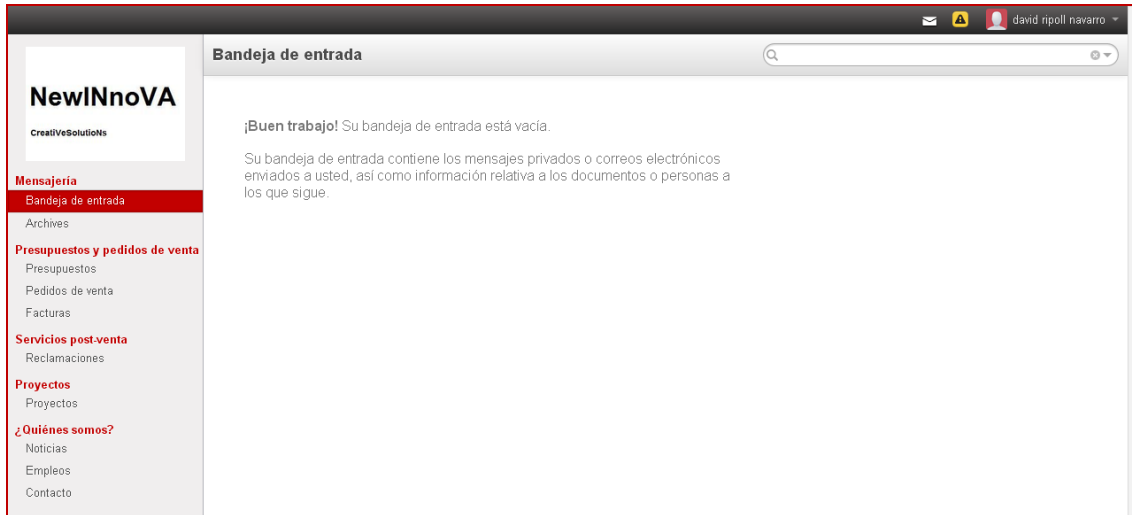 david ripoll navarro
NewINnoVA
CreatiVeSolutioNs
Mensajería
Bandeja de entrada
Archives
Presupuestos y pedidos de venta
Presupuestos
Pedidos de venta
Facturas
Servicios post-venta
Reclamaciones
Proyectos
Proyectos
¿Quiénes somos?
Noticias
Empleos
Contacto
Bandeja de entrada
¡Buen trabajo! Su bandeja de entrada está vacía.
Su bandeja de entrada contiene los mensajes privados o correos electrónicos
enviados a usted, así como información relativa a los documentos o personas a
los que sigue.